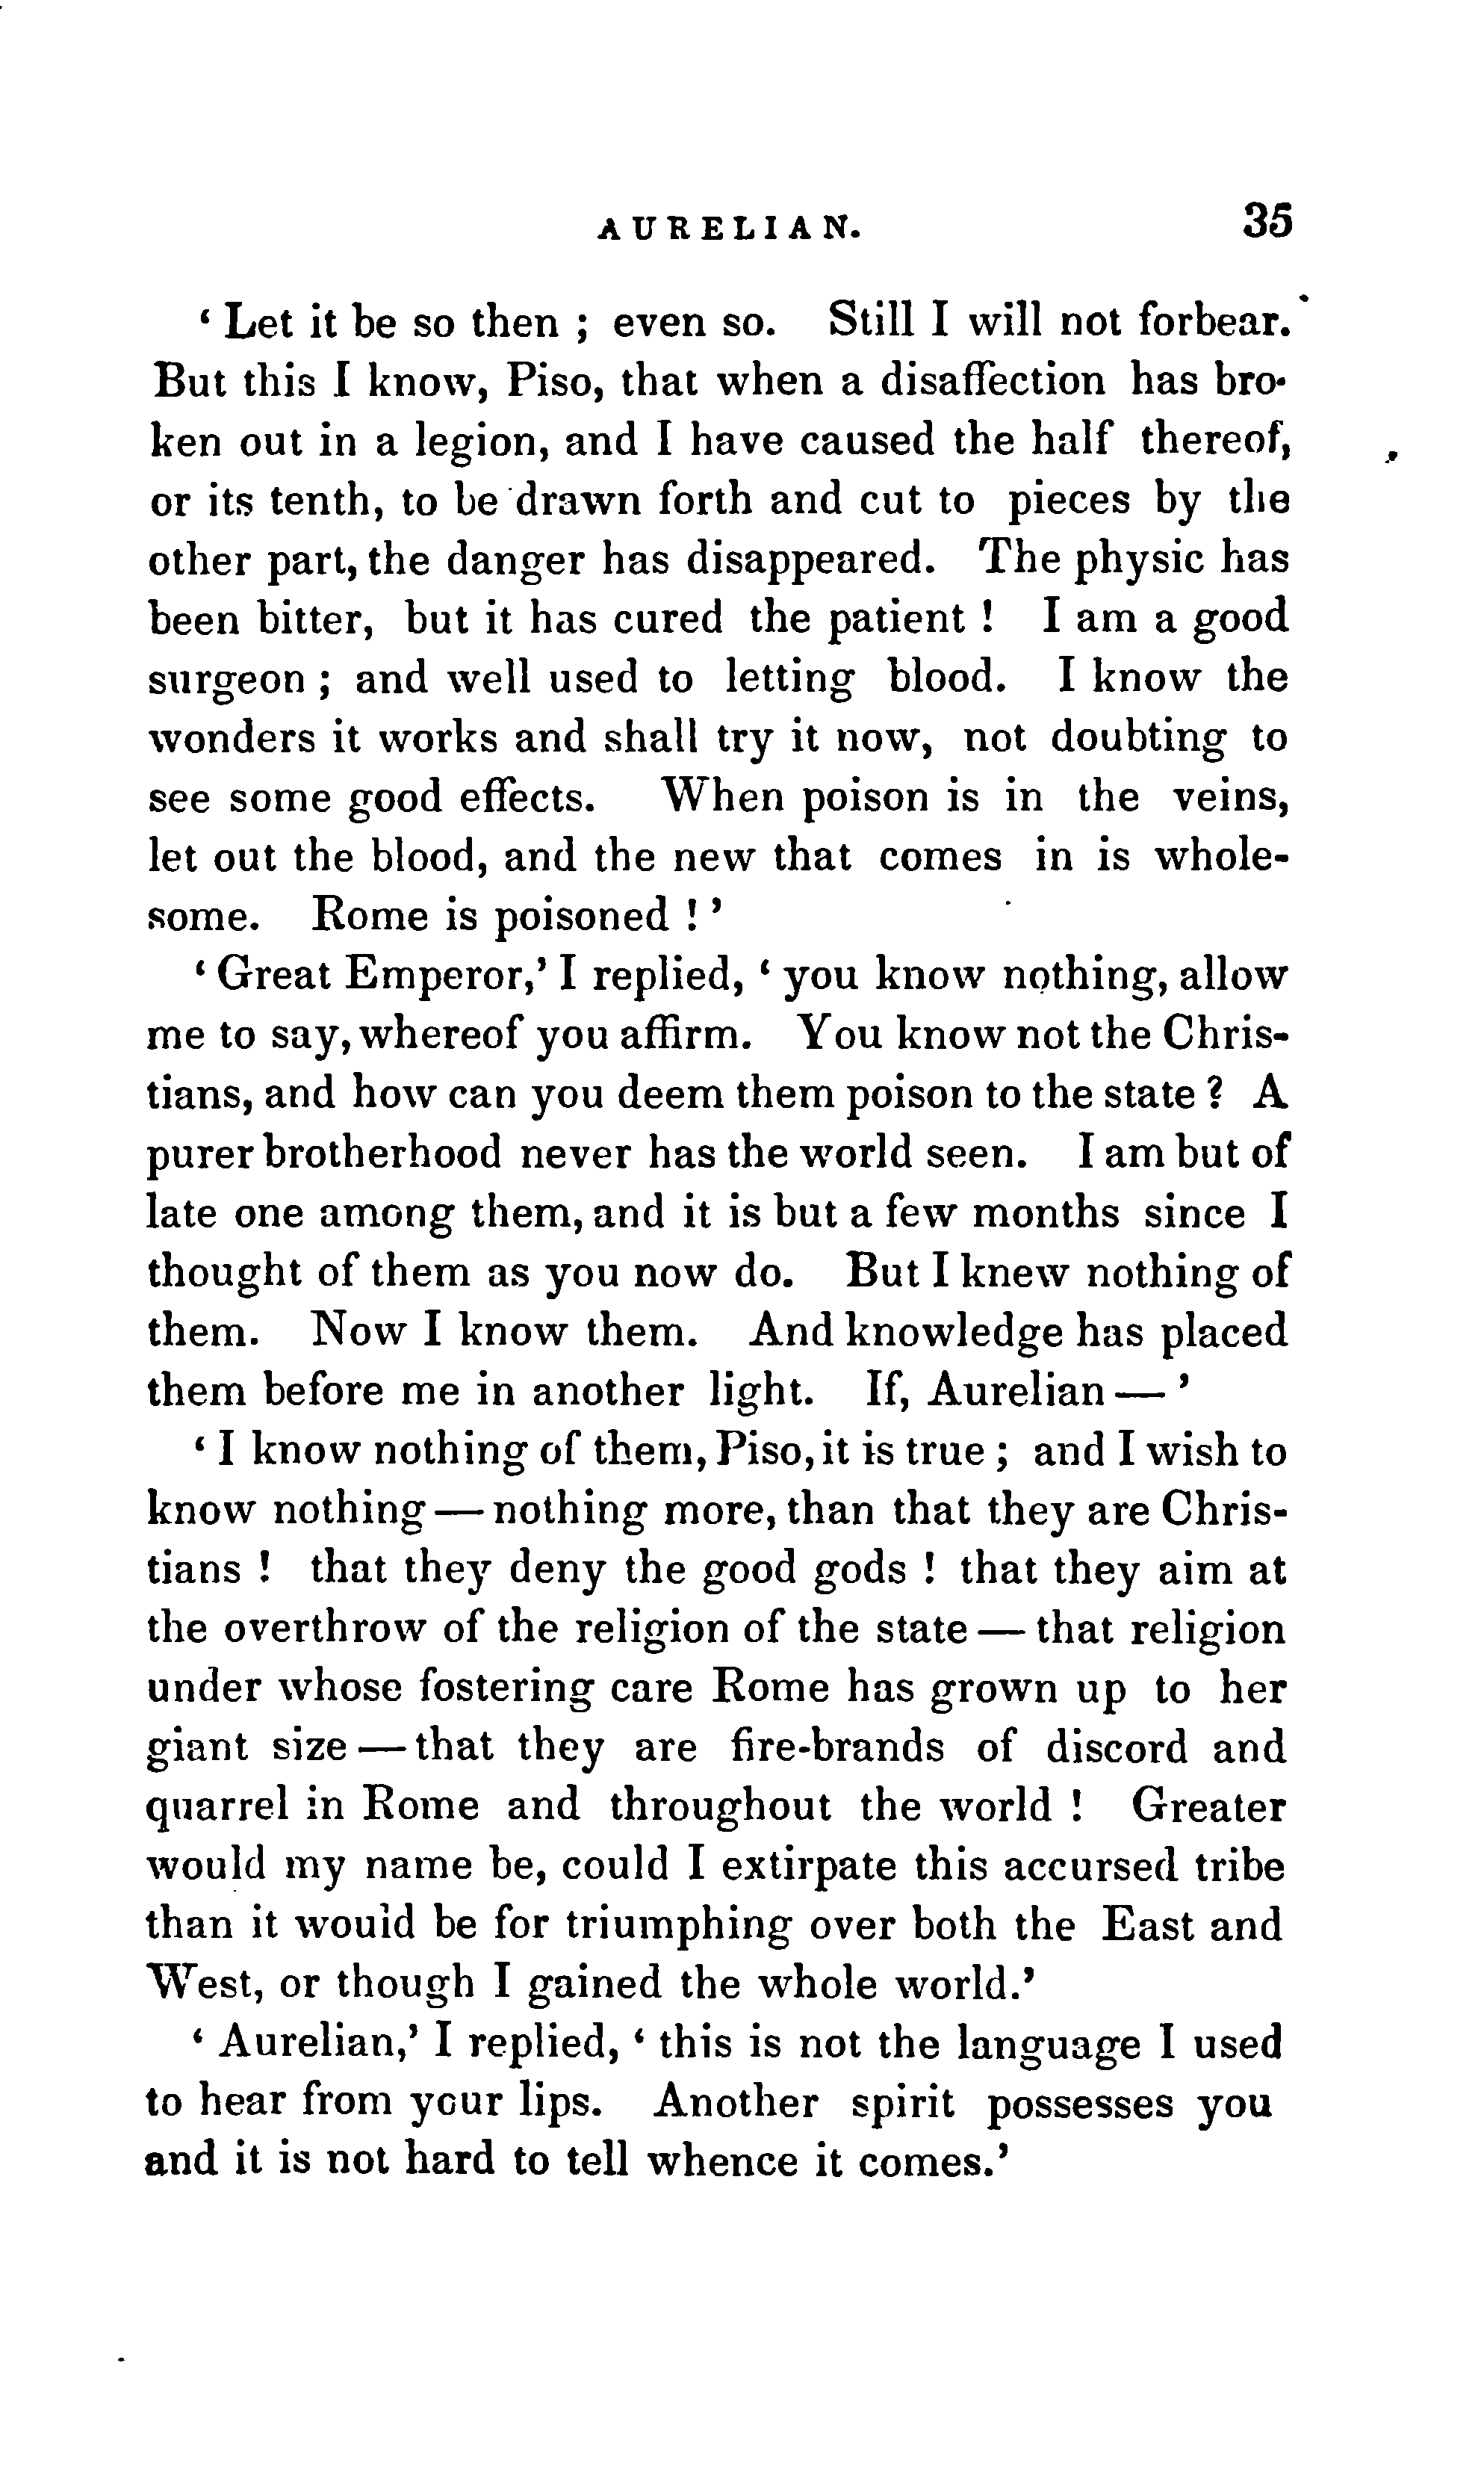 AURELIAN. 35
‘ Let it be so then ; even so. Still I will not forbear.
But this I know, Piso, that when a disaffection has bro-
ken out in a legion, and I have caused the half thereof,
or its tenth, to be drawn forth and cut to pieces by the
other part, the danger has disappeared. The physic has
been bitter, but it has cured the patient ! I am a good
surgeon ; and well used to letting blood. I know the
wonders it works and shall try it now, not doubting to
see some good effects. When poison is in the veins,
let out the blood, and the new that comes in is whole-
some. Rome is poisoned ! ’
‘ Great Emperor,’ I replied, ‘ you know nothing, allow
me to say, whereof you affirm. You know not the Chris-
tians, and how can you deem them poison to the state ? A
purer brotherhood never has the world seen. I am but of
late one among them, and it is but a few months since I
thought of them as you now do. But I knew nothing of
them. Now I know them. And knowledge has placed
them before me in another light. If, Aurelian — ’
‘ I know nothing of them, Piso, it is true ; and I wish to
know nothing — nothing more, than that they are Chris-
tians ! that they deny the good gods ! that they aim at
the overthrow of the religion of the state — that religion
under whose fostering care Rome has grown up to her
giant size — that they are fire-brands of discord and
quarrel in Rome and throughout the world ! Greater
would my name be, could I extirpate this accursed tribe
than it would be for triumphing over both the East and
West, or though I gained the whole world.’
‘ Aurelian,’ I replied, ‘ this is not the language I used
to hear from your lips. Another spirit possesses you
and it is not hard to tell whence it comes.’